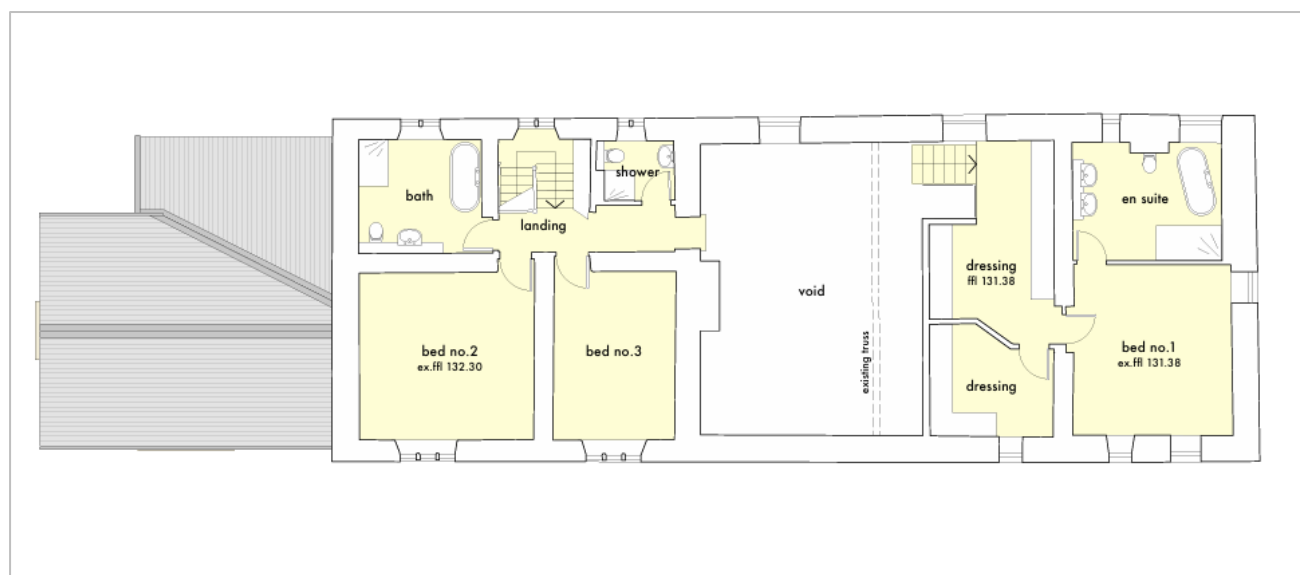 bath
shower
landing
en suite
dressing
ffl 131.38
void
existing truss
bed no.2
ex.ffl 132.30
bed no.3
bed no.1
ex.ffl 131.38
dressing